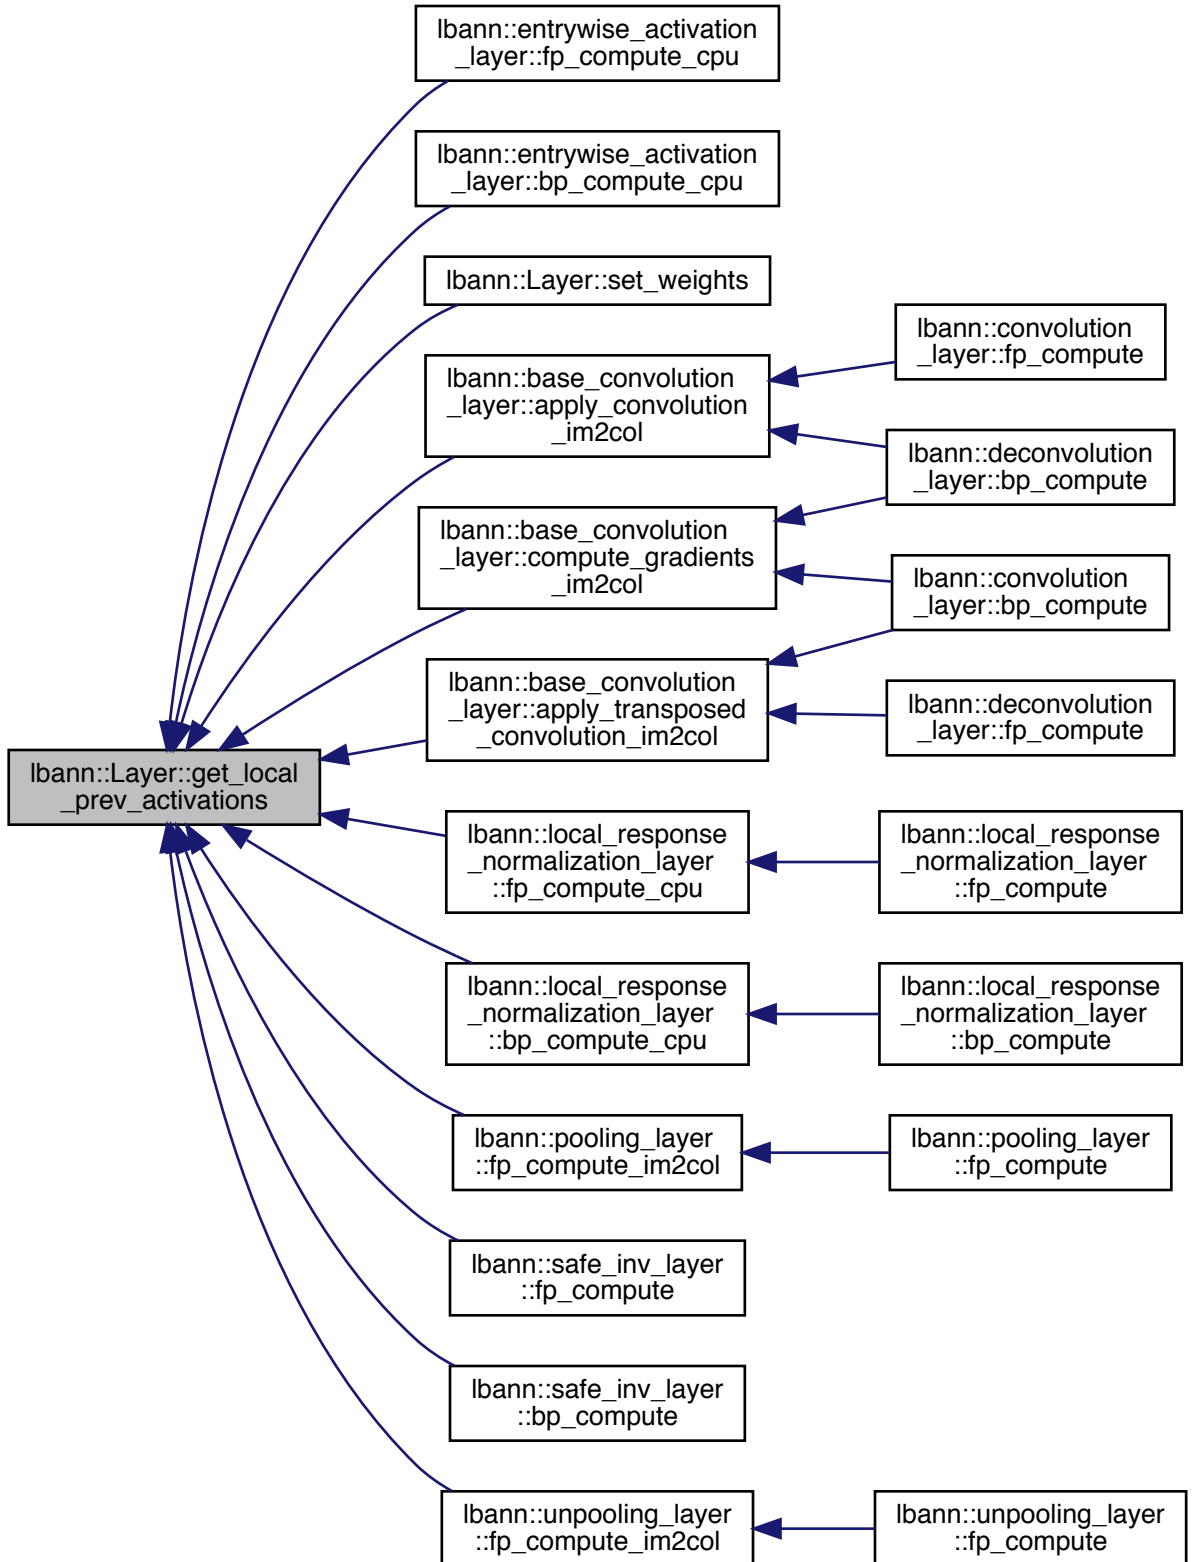 lbann::entrywise_activation
_layer::fp_compute_cpu
lbann::entrywise_activation
_layer::bp_compute_cpu
lbann::Layer::set_weights
lbann::convolution
_layer::fp_compute
lbann::base_convolution
_layer::apply_convolution
_im2col
lbann::deconvolution
_layer::bp_compute
lbann::base_convolution
_layer::compute_gradients
_im2col
lbann::convolution
_layer::bp_compute
lbann::base_convolution
_layer::apply_transposed
_convolution_im2col
lbann::deconvolution
_layer::fp_compute
lbann::Layer::get_local
_prev_activations
lbann::local_response
_normalization_layer
::fp_compute_cpu
lbann::local_response
_normalization_layer
::fp_compute
lbann::local_response
_normalization_layer
::bp_compute_cpu
lbann::local_response
_normalization_layer
::bp_compute
lbann::pooling_layer
::fp_compute_im2col
lbann::pooling_layer
::fp_compute
lbann::safe_inv_layer
::fp_compute
lbann::safe_inv_layer
::bp_compute
lbann::unpooling_layer
::fp_compute_im2col
lbann::unpooling_layer
::fp_compute